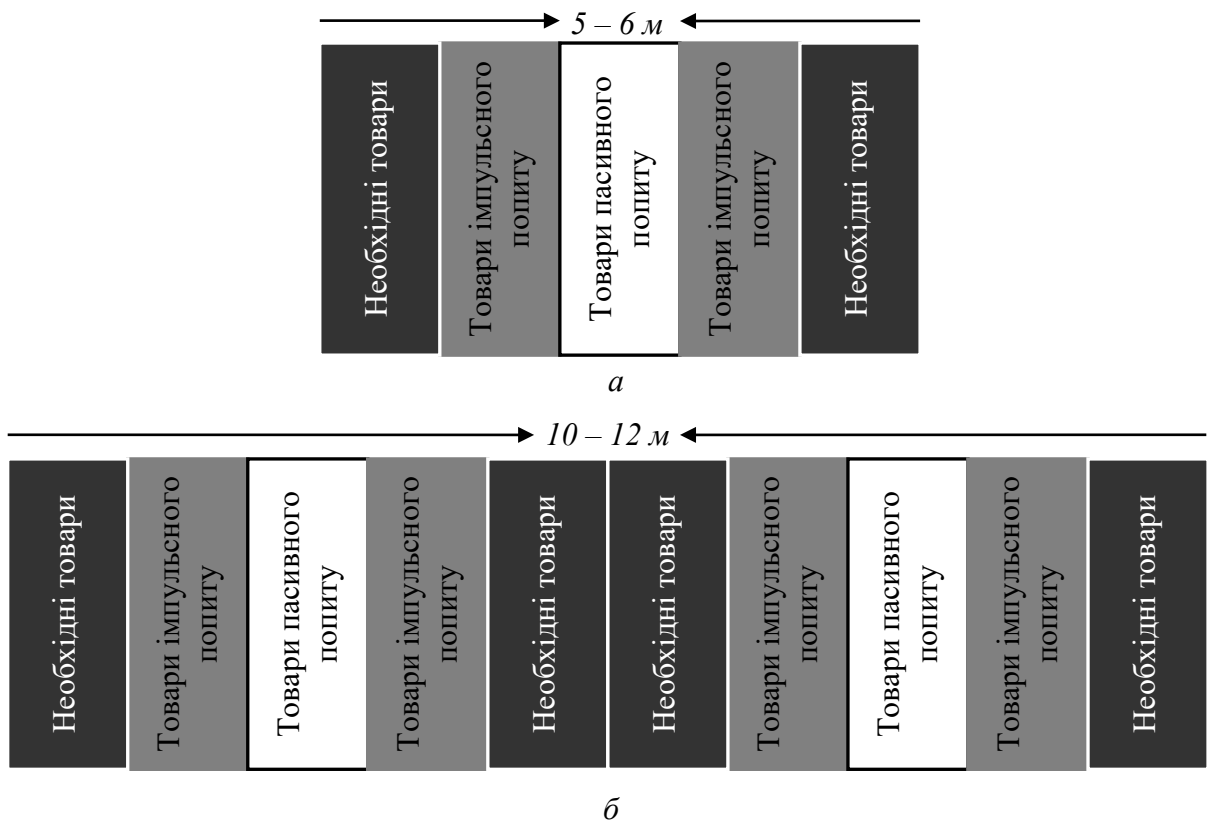 5 – 6 м
Необхідні товари
Товари імпульсного
попиту
Товари пасивного
попиту
Товари імпульсного
попиту
Необхідні товари
а
10 – 12 м
Необхідні товари
Товари імпульсного
попиту
Товари пасивного
попиту
Товари імпульсного
попиту
Необхідні товари
Необхідні товари
Товари імпульсного
попиту
Товари пасивного
попиту
Товари імпульсного
попиту
Необхідні товари
б